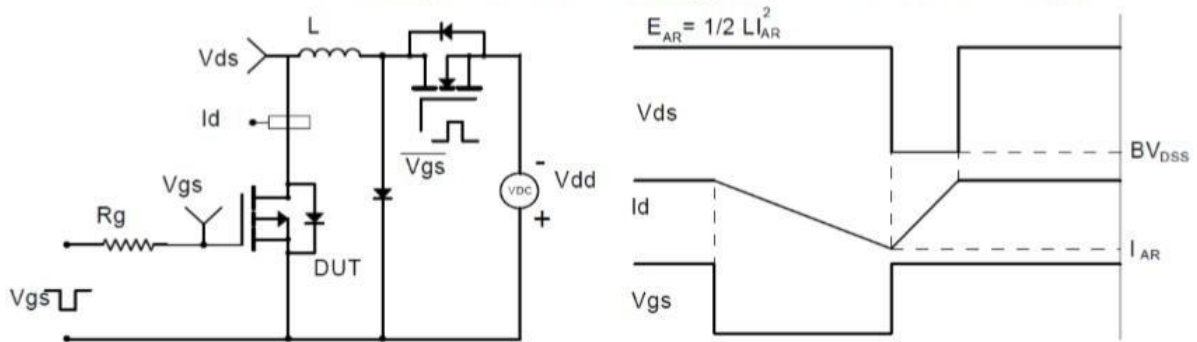 L
Vds
Id
Vgs
Rg
Vgs
DUT
Vgs
VDC
-
Vdd
+
E_AR = 1/2 LI_AR^2
Vds
BV_DSS
Id
I_AR
Vgs